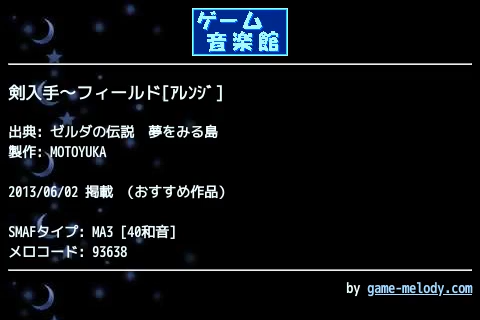 ゲーム
音楽館
剣入手～フィールド[ｱﾚﾝｼﾞ]
出典: ゼルダの伝説　夢をみる島
製作: MOTOYUKA
2013/06/02 掲載　(おすすめ作品)
SMAFタイプ: MA3 [40和音]
メロコード: 93638
by game-melody.com